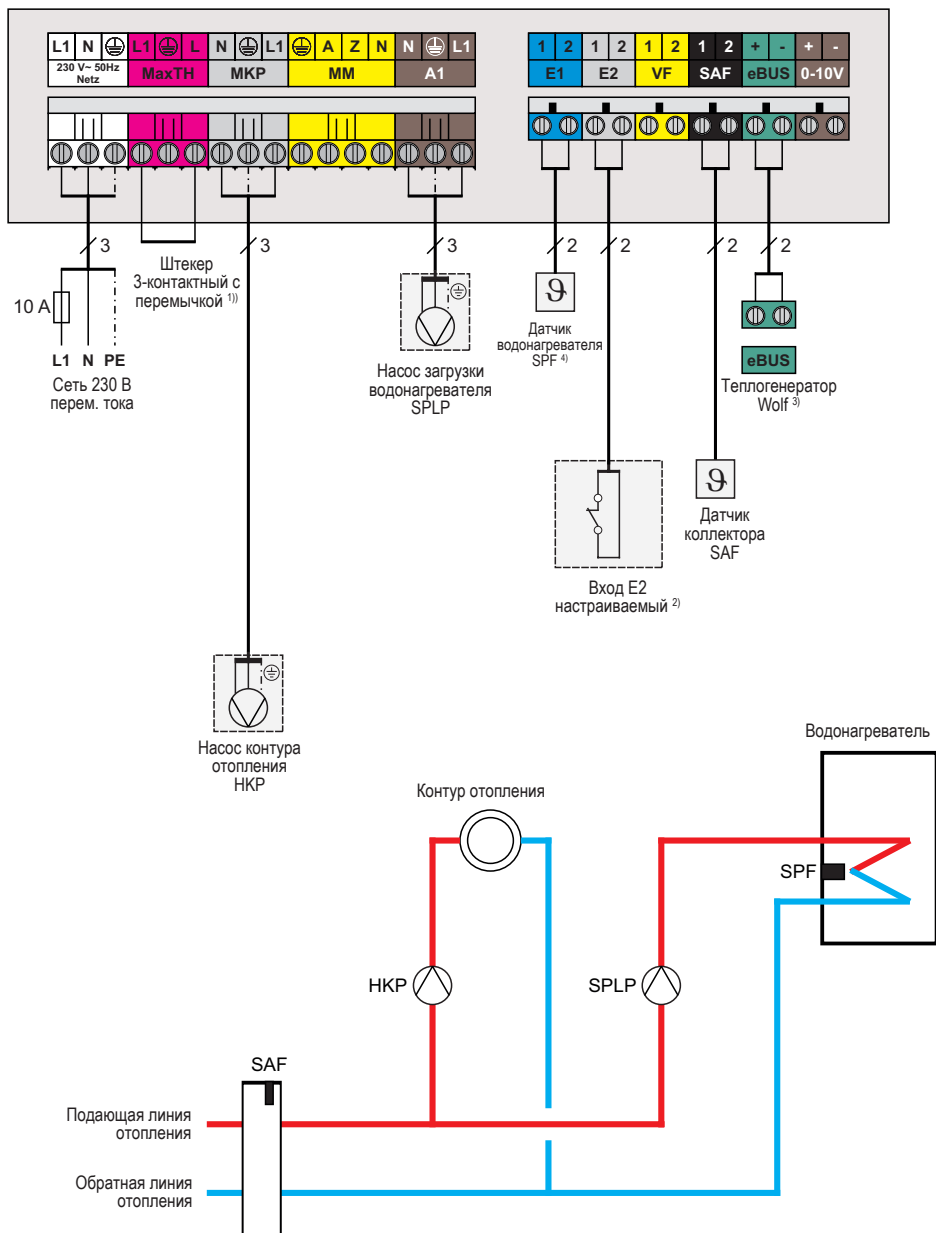 L1 N L1 L N L1 A Z N N L1 1 2 1 2 1 2 1 2 + - + -
230 V~ 50Hz
Netz
MaxTH MKP MM A1 E1 E2 VF SAF eBUS 0-10V
3 3 3 2 2 2 2
Штекер
3-контактный с
перемычкой 1))
10 A
L1 N PE
Сеть 230 В
перем. тока
Насос загрузки
водонагревателя
SPLP
ϑ
Датчик
водонагревателя
SPF 4)
eBUS
Теплогенератор
Wolf 3)
ϑ
Датчик
коллектора
SAF
Вход E2
настраиваемый 2)
Насос контура
отопления
HKP
Водонагреватель
Контур отопления
SPF
HKP
SPLP
SAF
Подающая линия
отопления
Обратная линия
отопления